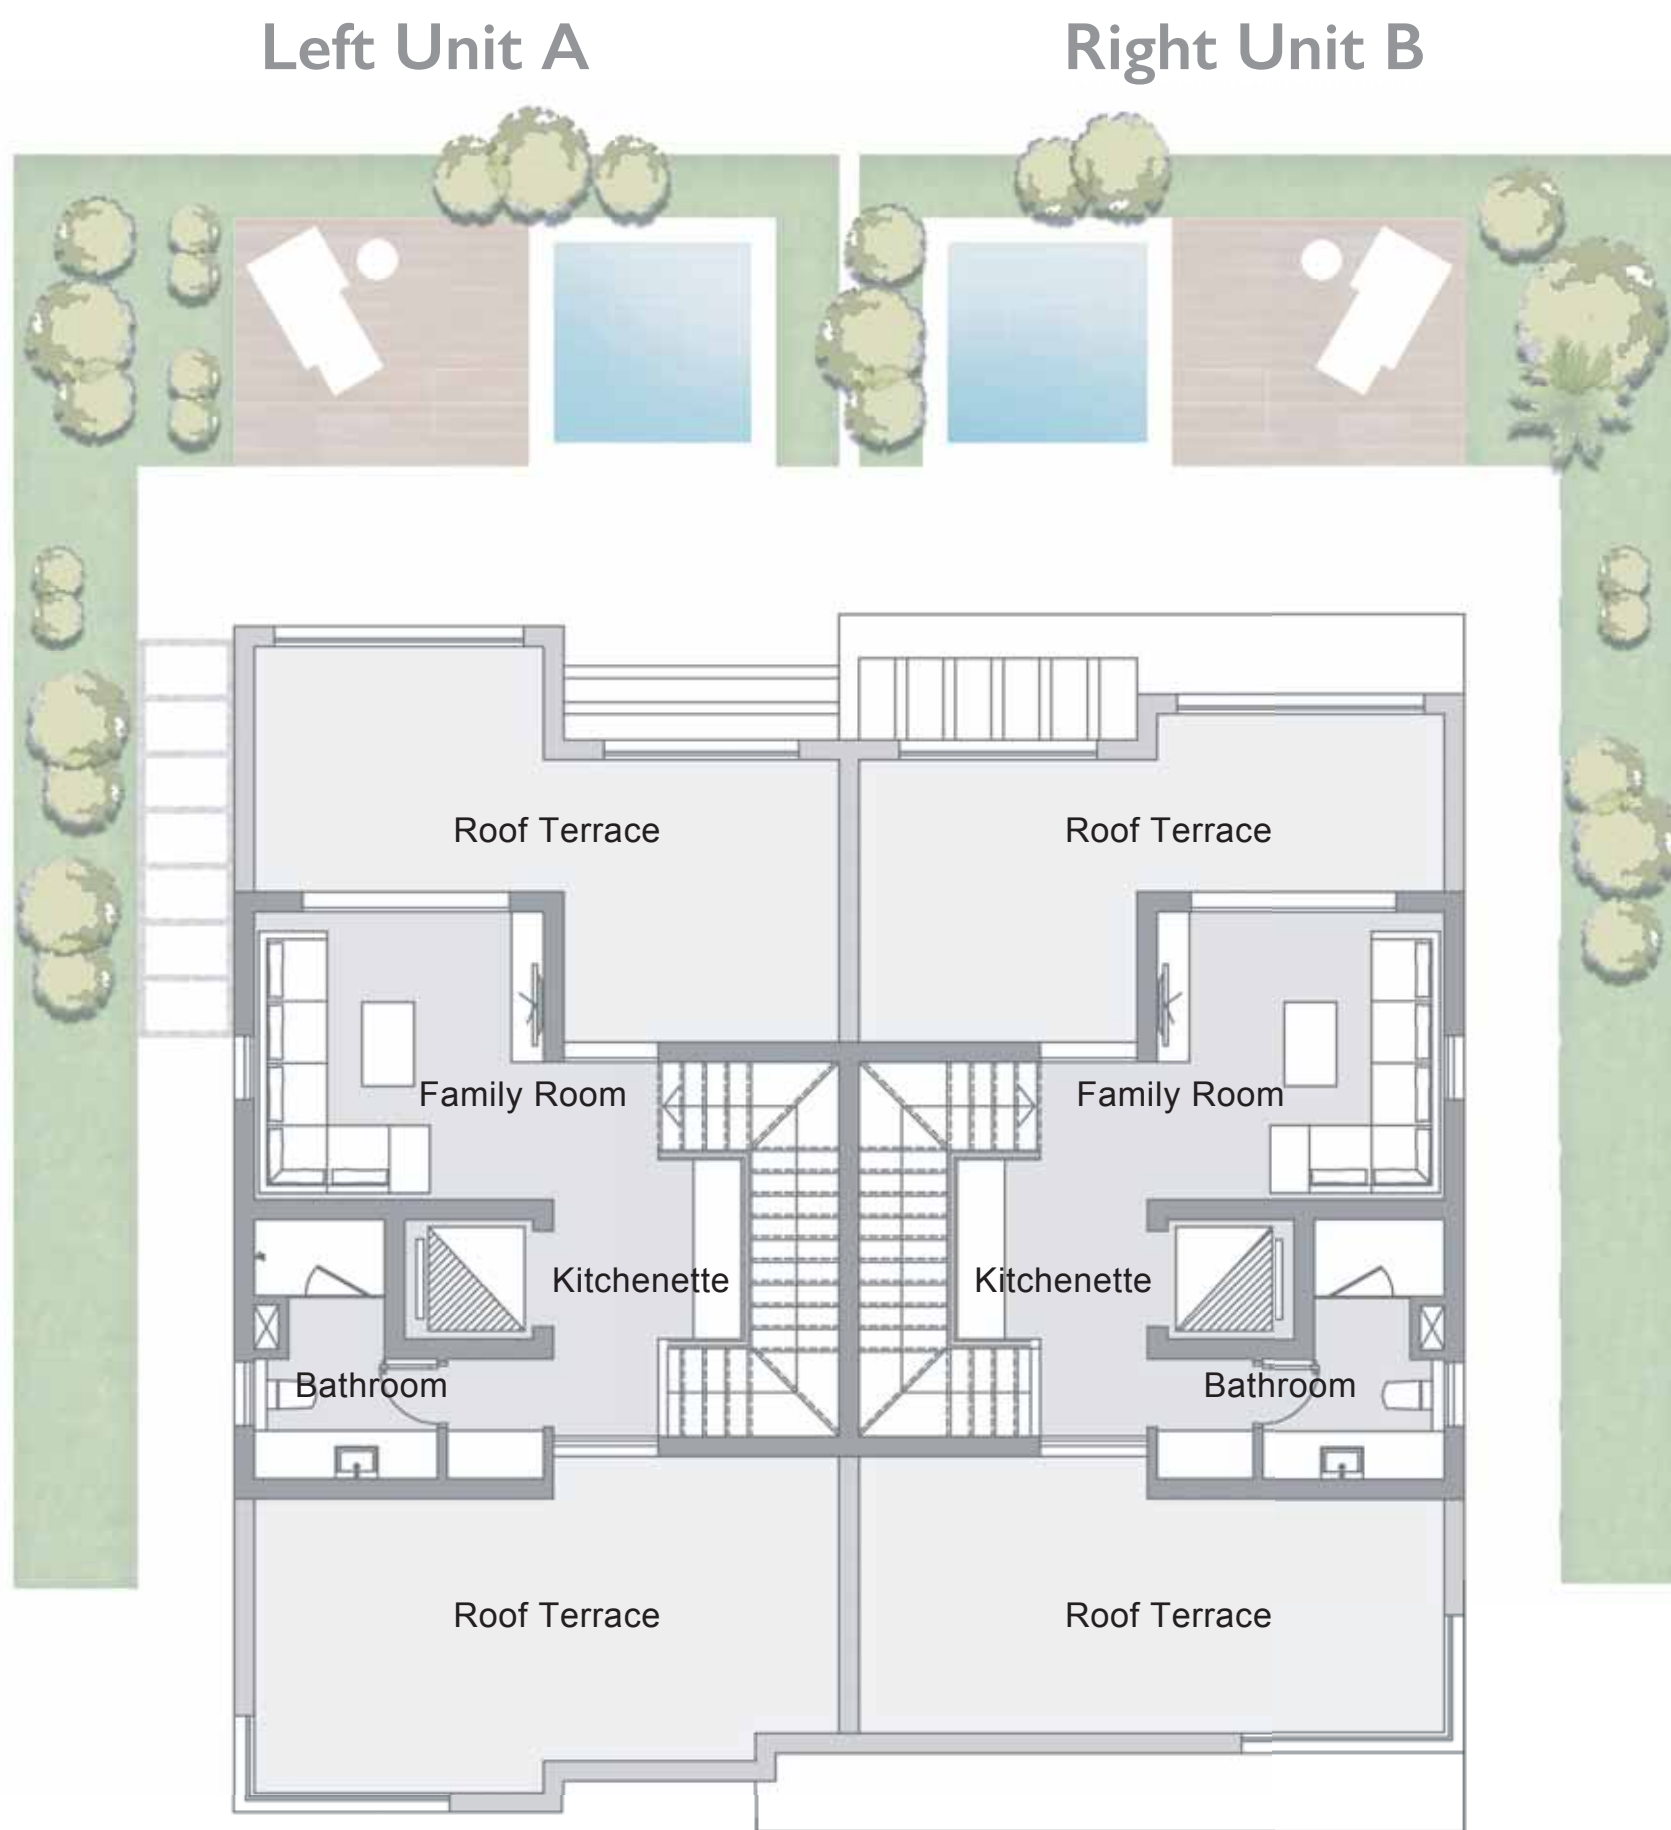 Left Unit A
Right Unit B
Roof Terrace
Roof Terrace
Family Room
Family Room
Kitchenette
Kitchenette
Bathroom
Bathroom
Roof Terrace
Roof Terrace